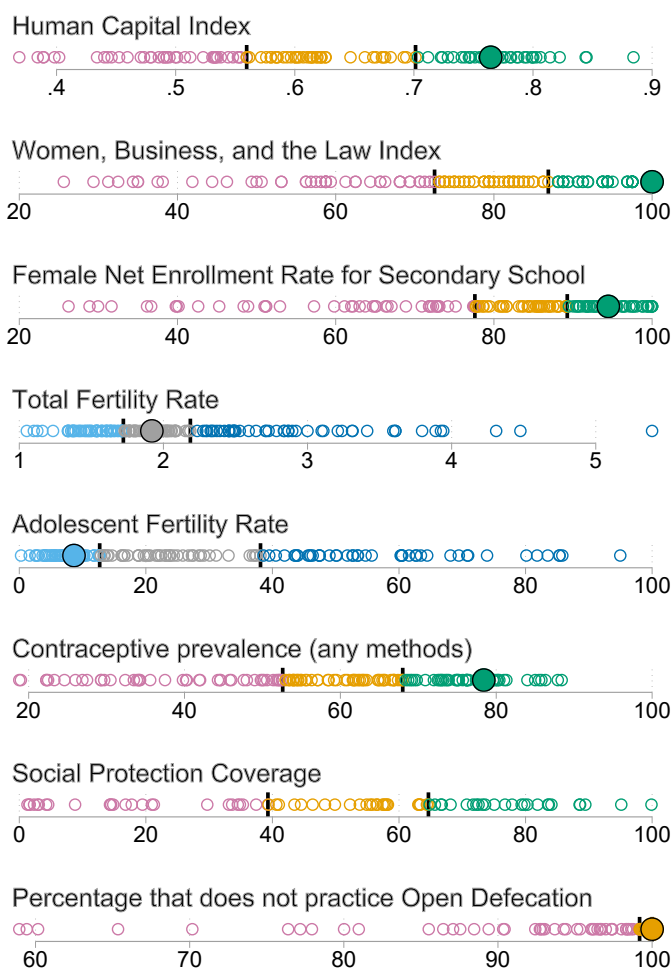 Human Capital Index
.4 .5 .6 .7 .8 .9
Women, Business, and the Law Index
20 40 60 80 100
Female Net Enrollment Rate for Secondary School
20 40 60 80 100
Total Fertility Rate
1 2 3 4 5
Adolescent Fertility Rate
0 20 40 60 80 100
Contraceptive prevalence (any methods)
20 40 60 80 100
Social Protection Coverage
0 20 40 60 80 100
Percentage that does not practice Open Defecation
60 70 80 90 100